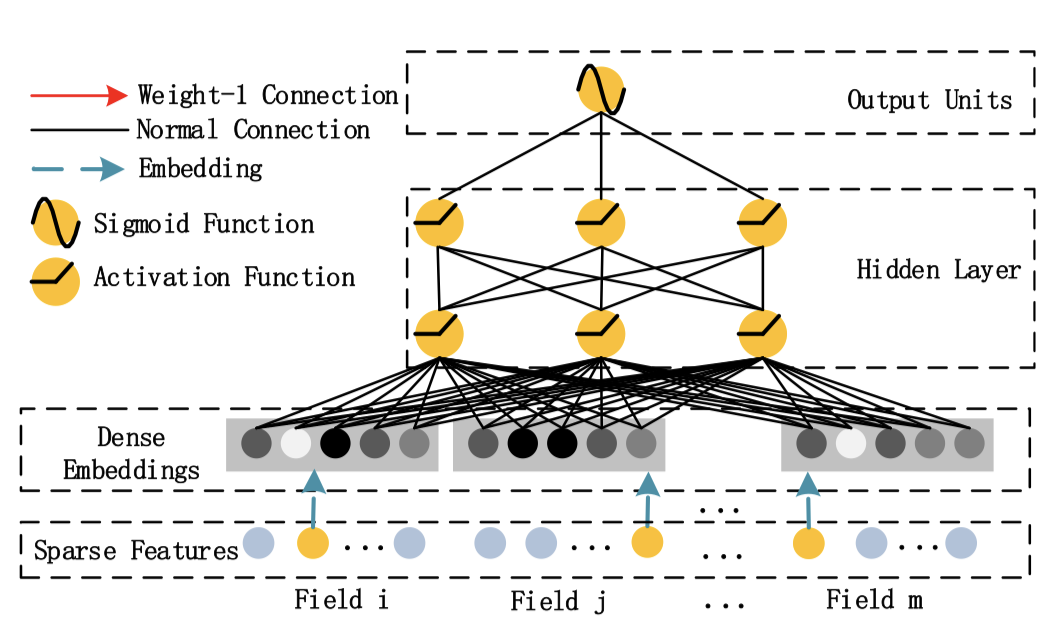 Weight-1 Connection
Normal Connection
Embedding
Sigmoid Function
Activation Function
Output Units
Hidden Layer
Dense
Embeddings
...
Sparse Features
...
...
...
...
Field i
Field j
...
Field m